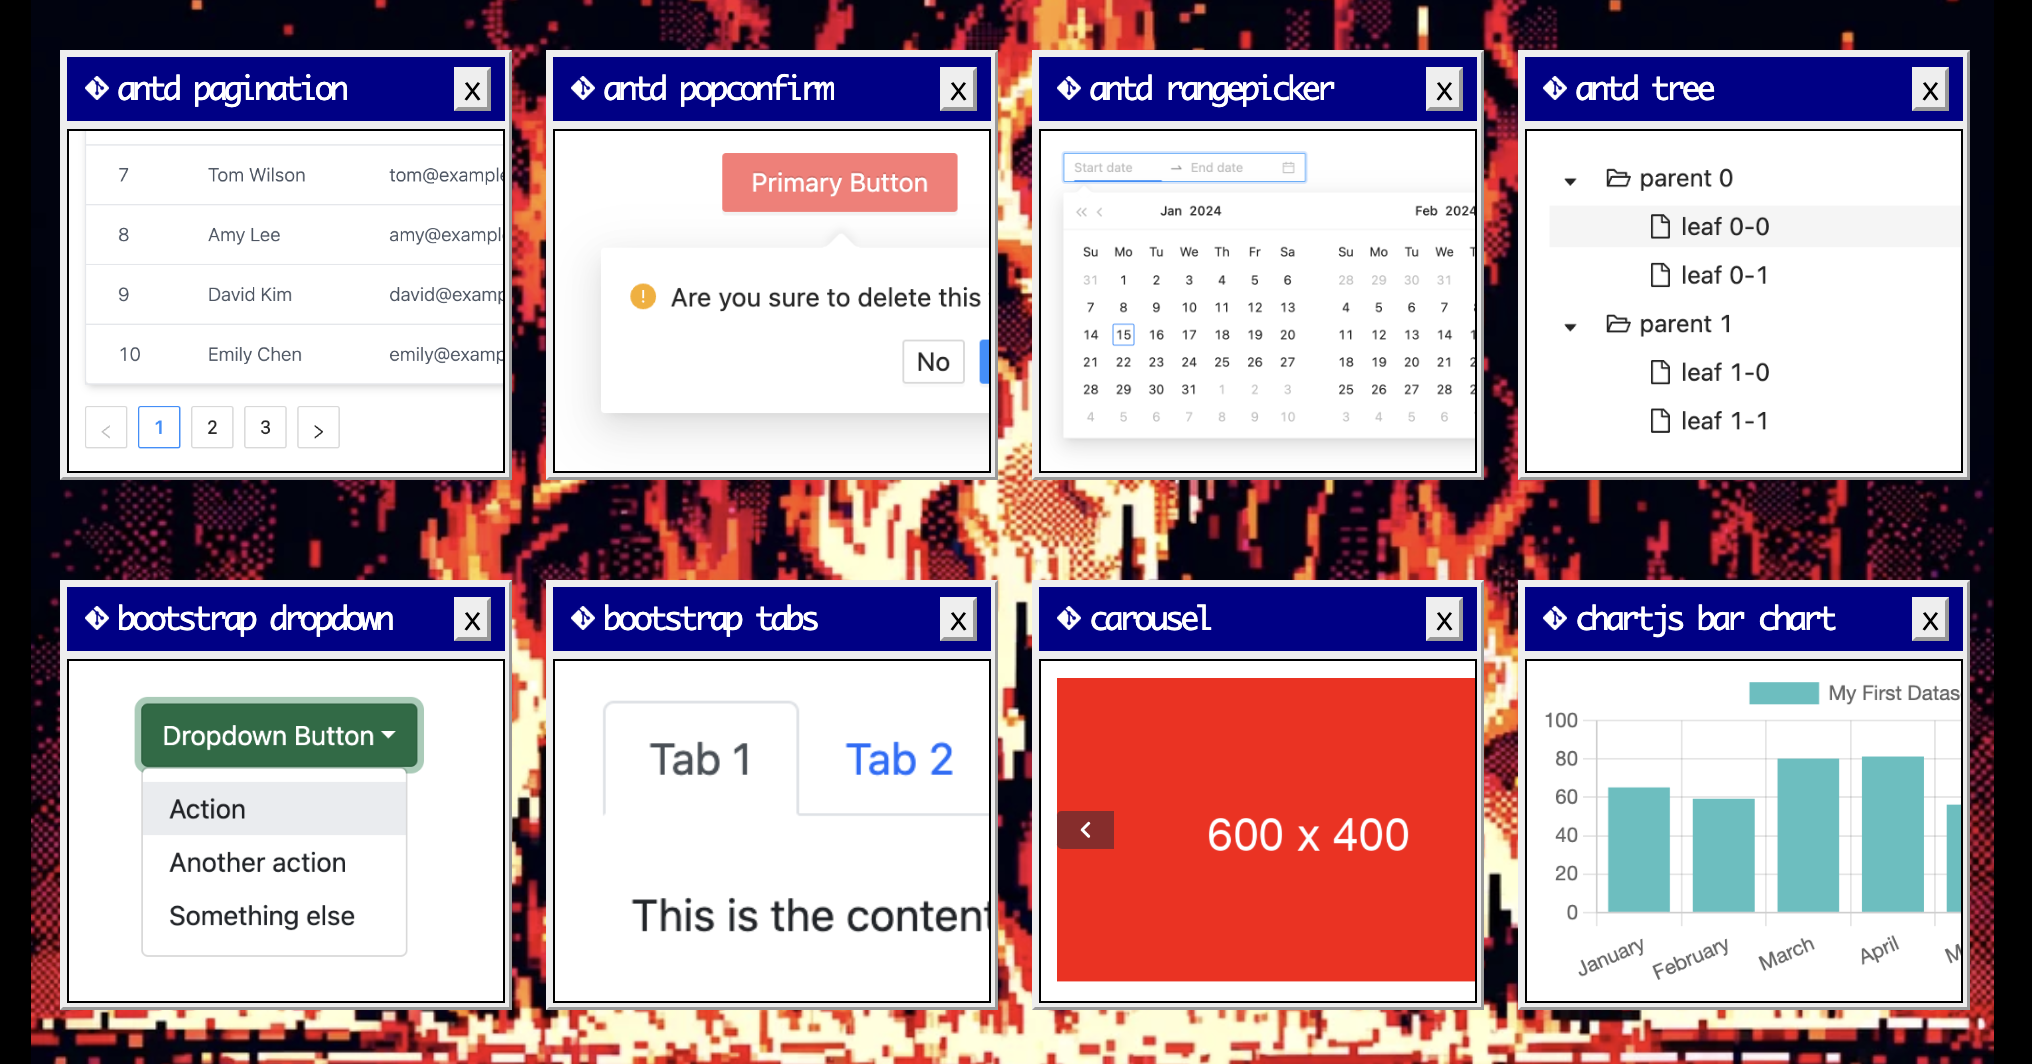 antd pagination
x
7 Tom Wilson tom@example
8 Amy Lee amy@exampl
9 David Kim david@examp
10 Emily Chen emily@examp
< 1 2 3 >
antd popconfirm
x
Primary Button
! Are you sure to delete this
No
antd rangepicker
x
Start date → End date
« < Jan 2024 Feb 2024
Su Mo Tu We Th Fr Sa Su Mo Tu We
31 1 2 3 4 5 6 28 29 30 31
7 8 9 10 11 12 13 4 5 6 7
14 15 16 17 18 19 20 11 12 13 14
21 22 23 24 25 26 27 18 19 20 21
28 29 30 31 1 2 3 25 26 27 28
4 5 6 7 8 9 10 3 4 5 6
antd tree
x
parent 0
leaf 0-0
leaf 0-1
parent 1
leaf 1-0
leaf 1-1
bootstrap dropdown
x
Dropdown Button
Action
Another action
Something else
bootstrap tabs
x
Tab 1 Tab 2
This is the content
carousel
x
<
600 x 400
chartjs bar chart
x
My First Datas
100
80
60
40
20
0
January February March April